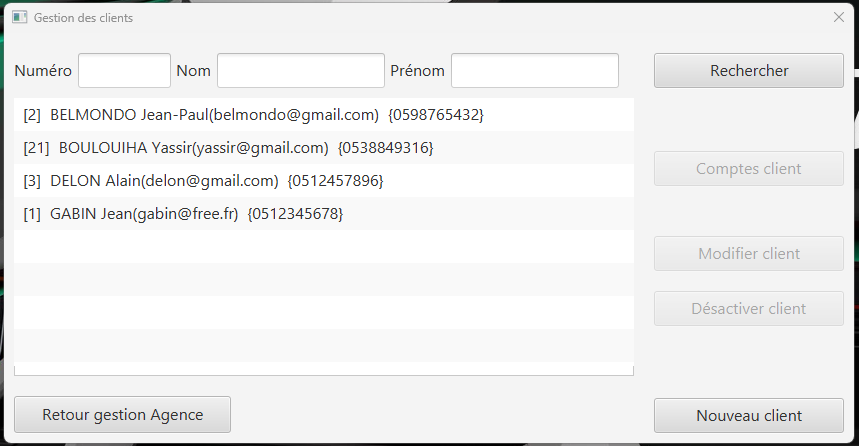 Gestion des clients
Numéro Nom Prénom Rechercher
[2] BELMONDO Jean-Paul(belmondo@gmail.com) {0598765432}
[21] BOULOUIHA Yassir(yassir@gmail.com) {0538849316}
Comptes client
[3] DELON Alain(delon@gmail.com) {0512457896}
[1] GABIN Jean(gabin@free.fr) {0512345678}
Modifier client
Désactiver client
Retour gestion Agence Nouveau client